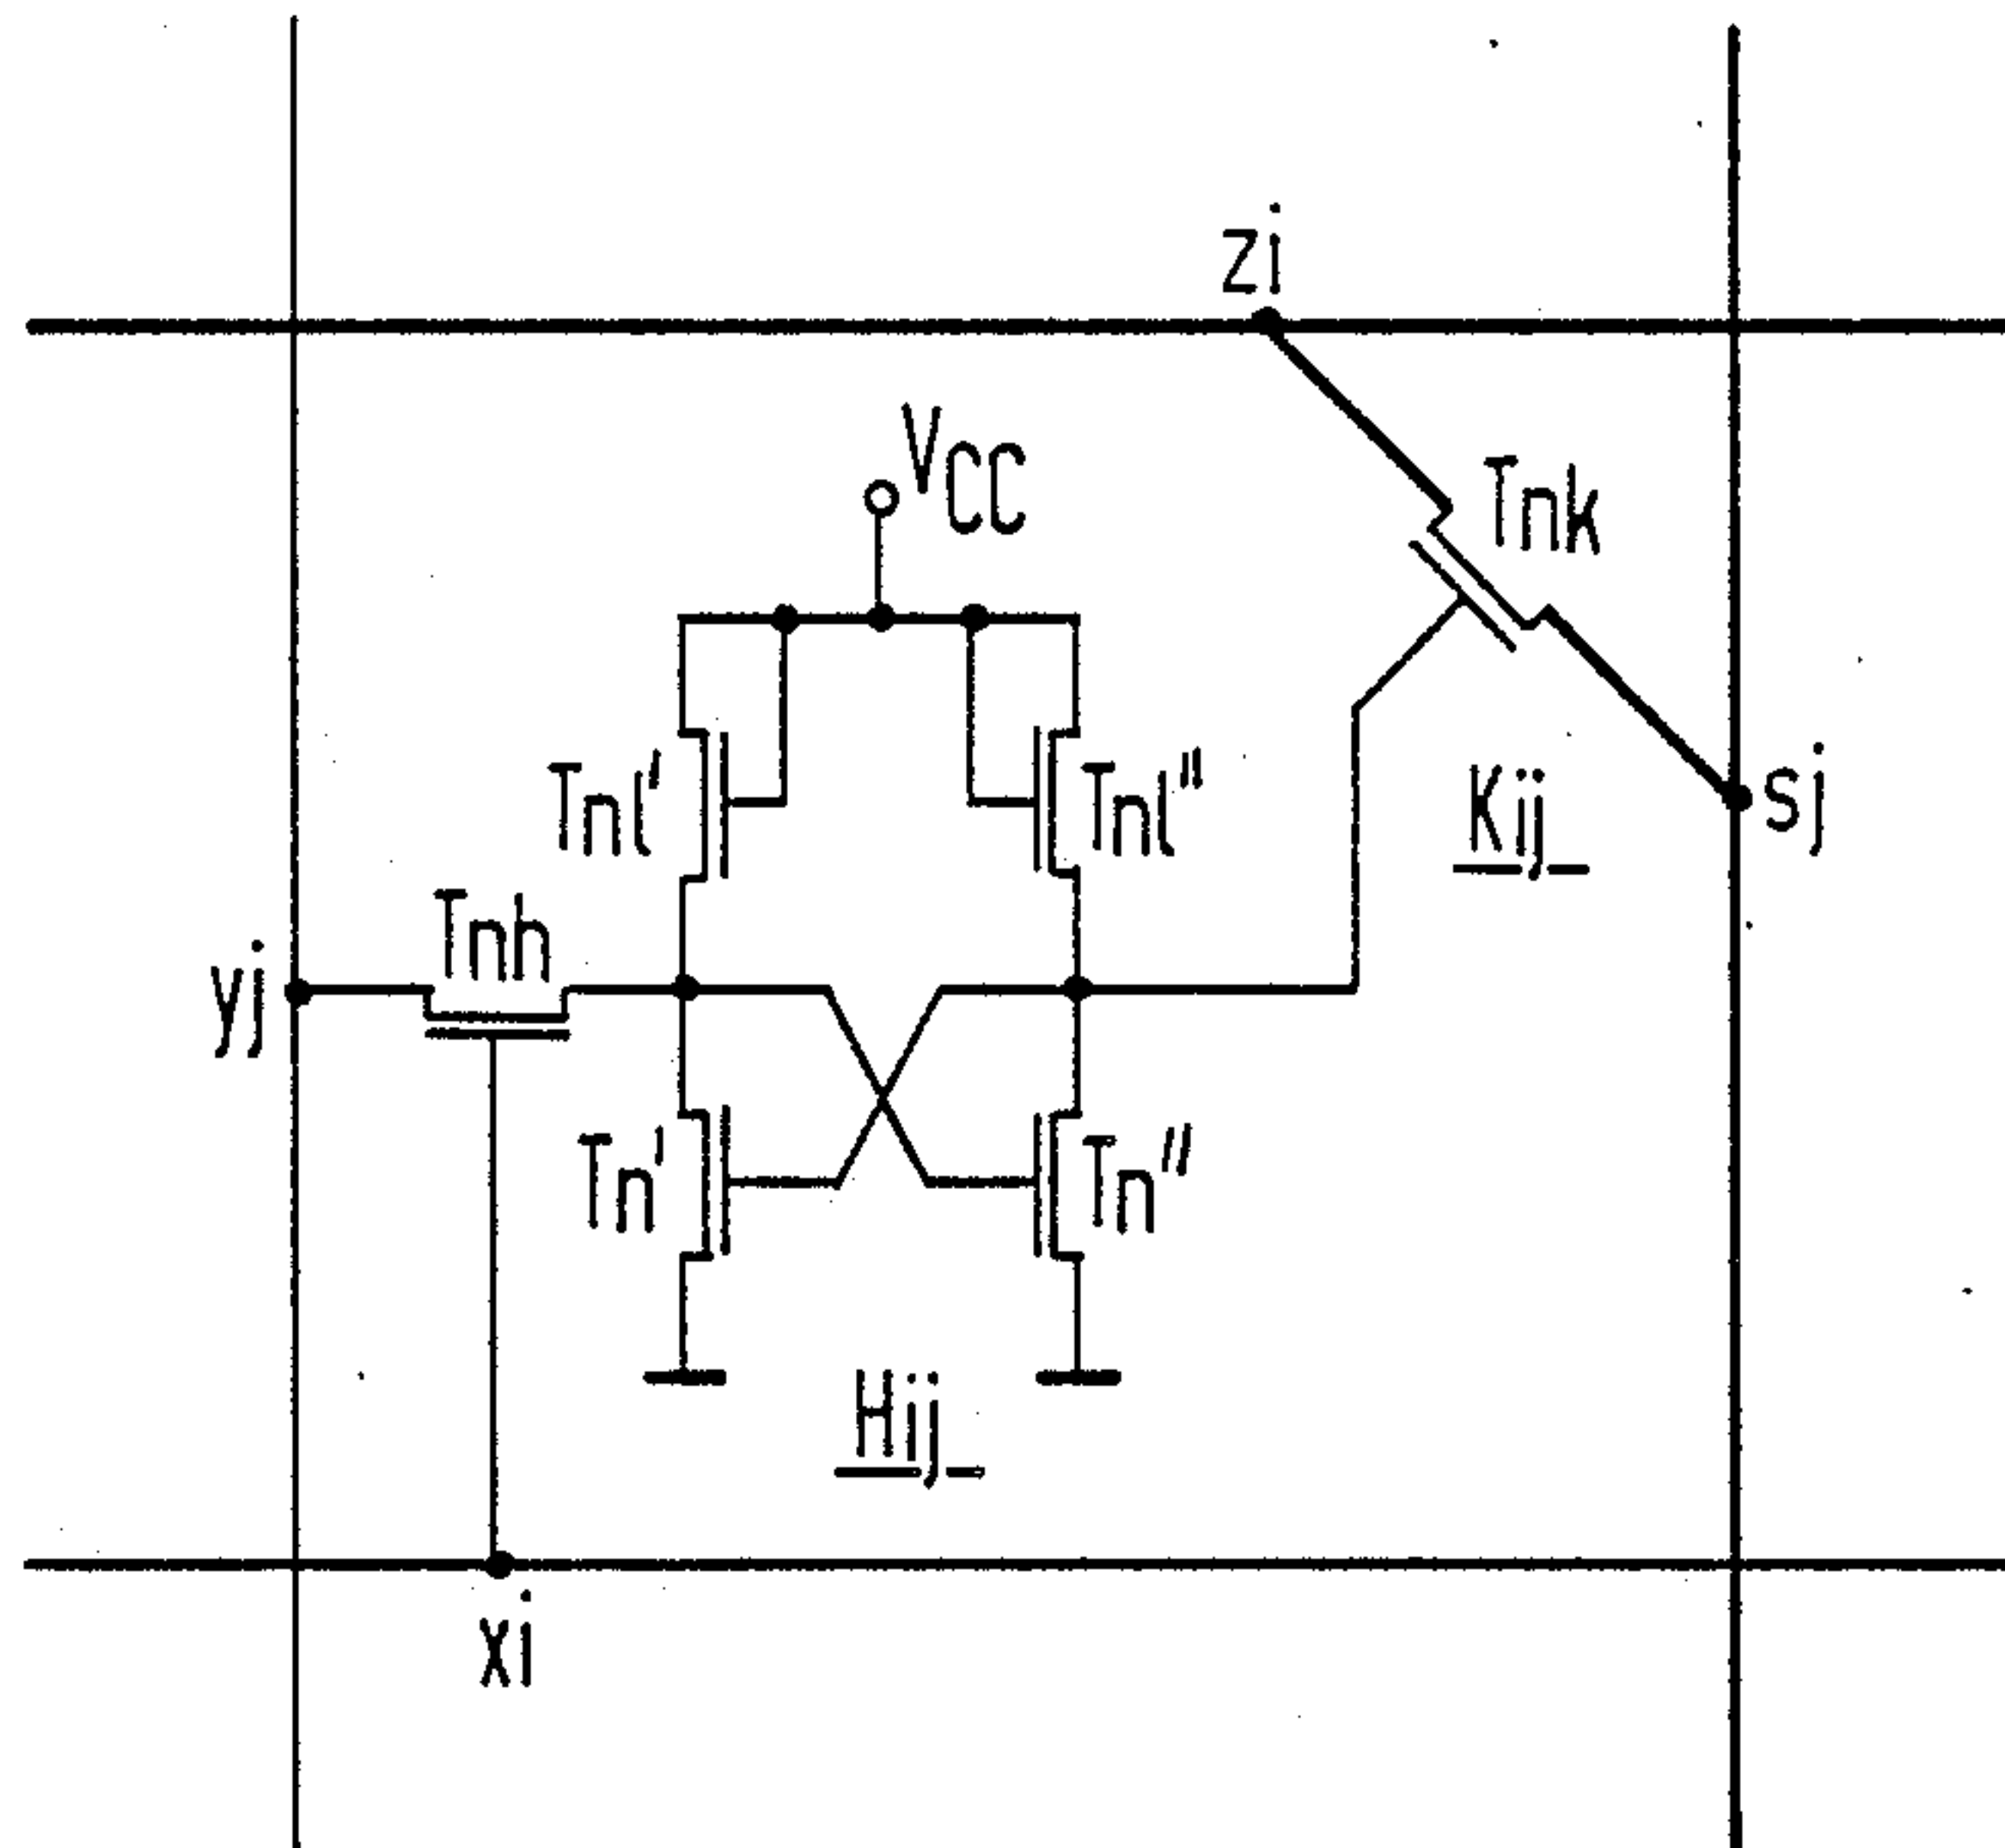 zi
VCC
Tnk
Tnl'
Tnl"
Kij
sj
Tnh
yj
Tn'
Tn"
Hij
xi